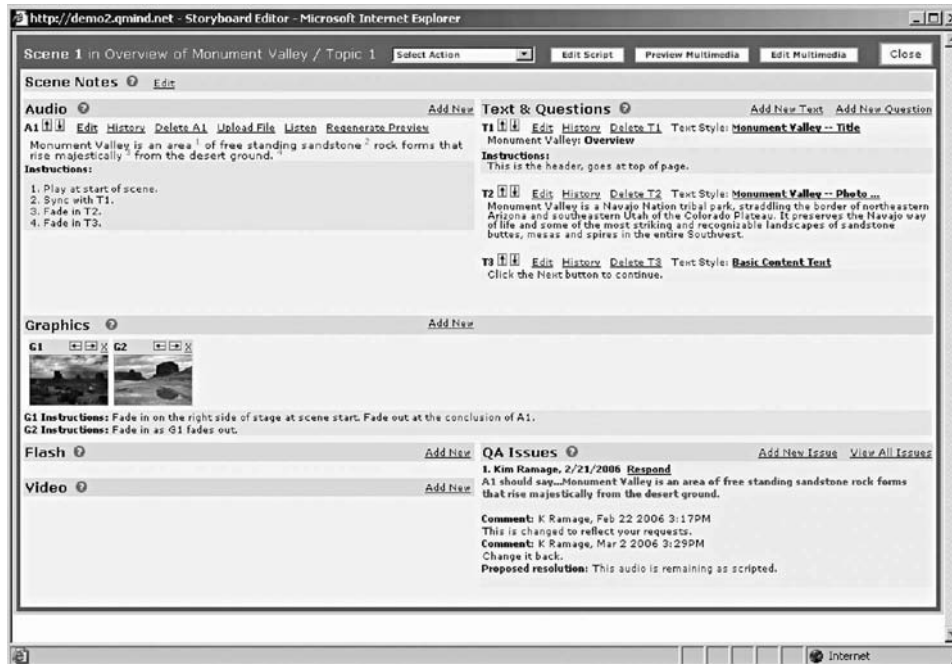 http://demo2.qmind.net - Storyboard Editor - Microsoft Internet Explorer
Scene 1 in Overview of Monument Valley / Topic 1 Select Action Edit Script Preview Multimedia Edit Multimedia Close
Scene Notes ? Edit
Audio ? Add New
A1 Edit History Delete A1 Upload File Listen Regenerate Preview
Monument Valley is an area 1 of free standing sandstone 2 rock forms that
rise majestically 3 from the desert ground. 4
Instructions:
1. Play at start of scene.
2. Sync with T1.
3. Fade in T2.
4. Fade in T3.
Text & Questions ? Add New Text Add New Question
T1 Edit History Delete T1 Text Style: Monument Valley -- Title
Monument Valley: Overview
Instructions:
This is the header, goes at top of page.
T2 Edit History Delete T2 Text Style: Monument Valley -- Photo ...
Monument Valley is a Navajo Nation tribal park, straddling the border of northeastern
Arizona and southeastern Utah of the Colorado Plateau. It preserves the Navajo way
of life and some of the most striking and recognizable landscapes of sandstone
buttes, mesas and spires in the entire Southwest.
T3 Edit History Delete T3 Text Style: Basic Content Text
Click the Next button to continue.
Graphics ? Add New
G1 X G2 X
G1 Instructions: Fade in on the right side of stage at scene start. Fade out at the conclusion of A1.
G2 Instructions: Fade in as G1 fades out.
Flash ? Add New
Video ? Add New
QA Issues ? Add New Issue View All Issues
1. Kim Ramage, 2/21/2006 Respond
A1 should say...Monument Valley is an area of free standing sandstone rock forms
that rise majestically from the desert ground.
Comment: K Ramage, Feb 22 2006 3:17PM
This is changed to reflect your requests.
Comment: K Ramage, Mar 2 2006 3:29PM
Change it back.
Proposed resolution: This audio is remaining as scripted.
Internet